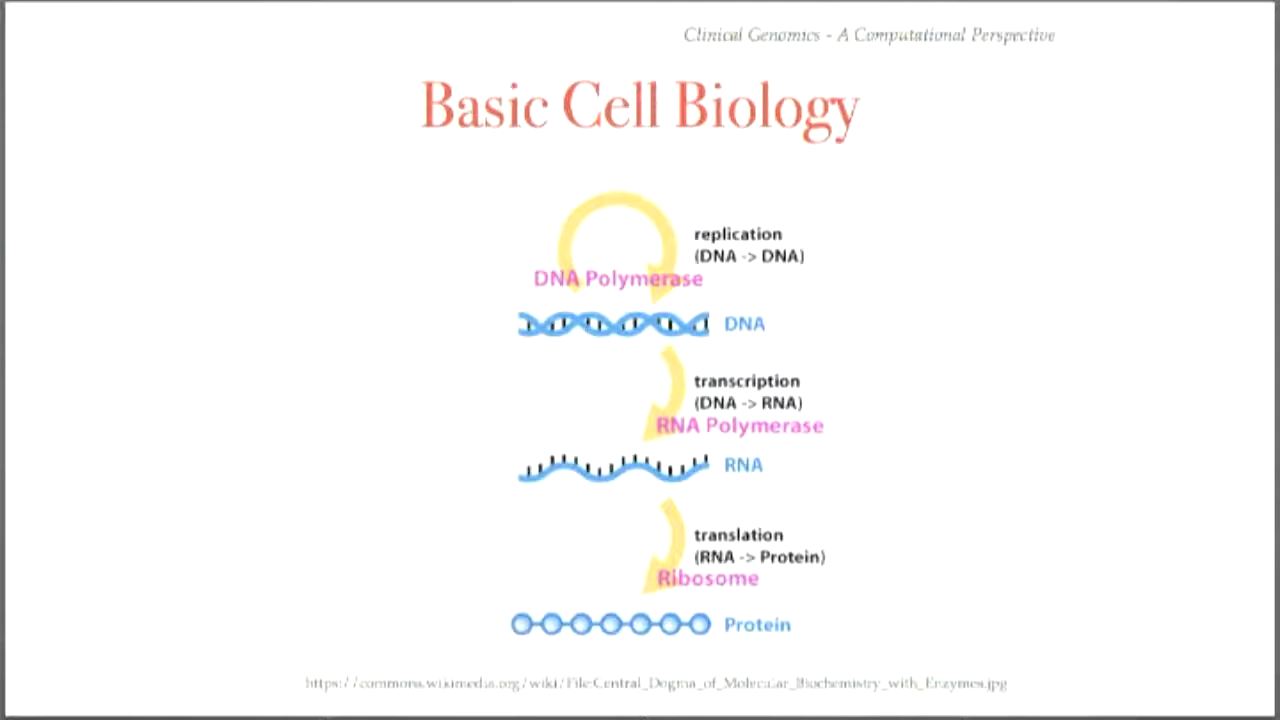 Clinical Genomics - A Computational Perspective
Basic Cell Biology
replication
(DNA -> DNA)
DNA Polymerase
DNA
transcription
(DNA -> RNA)
RNA Polymerase
RNA
translation
(RNA -> Protein)
Ribosome
Protein
https://commons.wikimedia.org/wiki/File:Central_Dogma_of_Molecular_Biochemistry_with_Enzymes.jpg